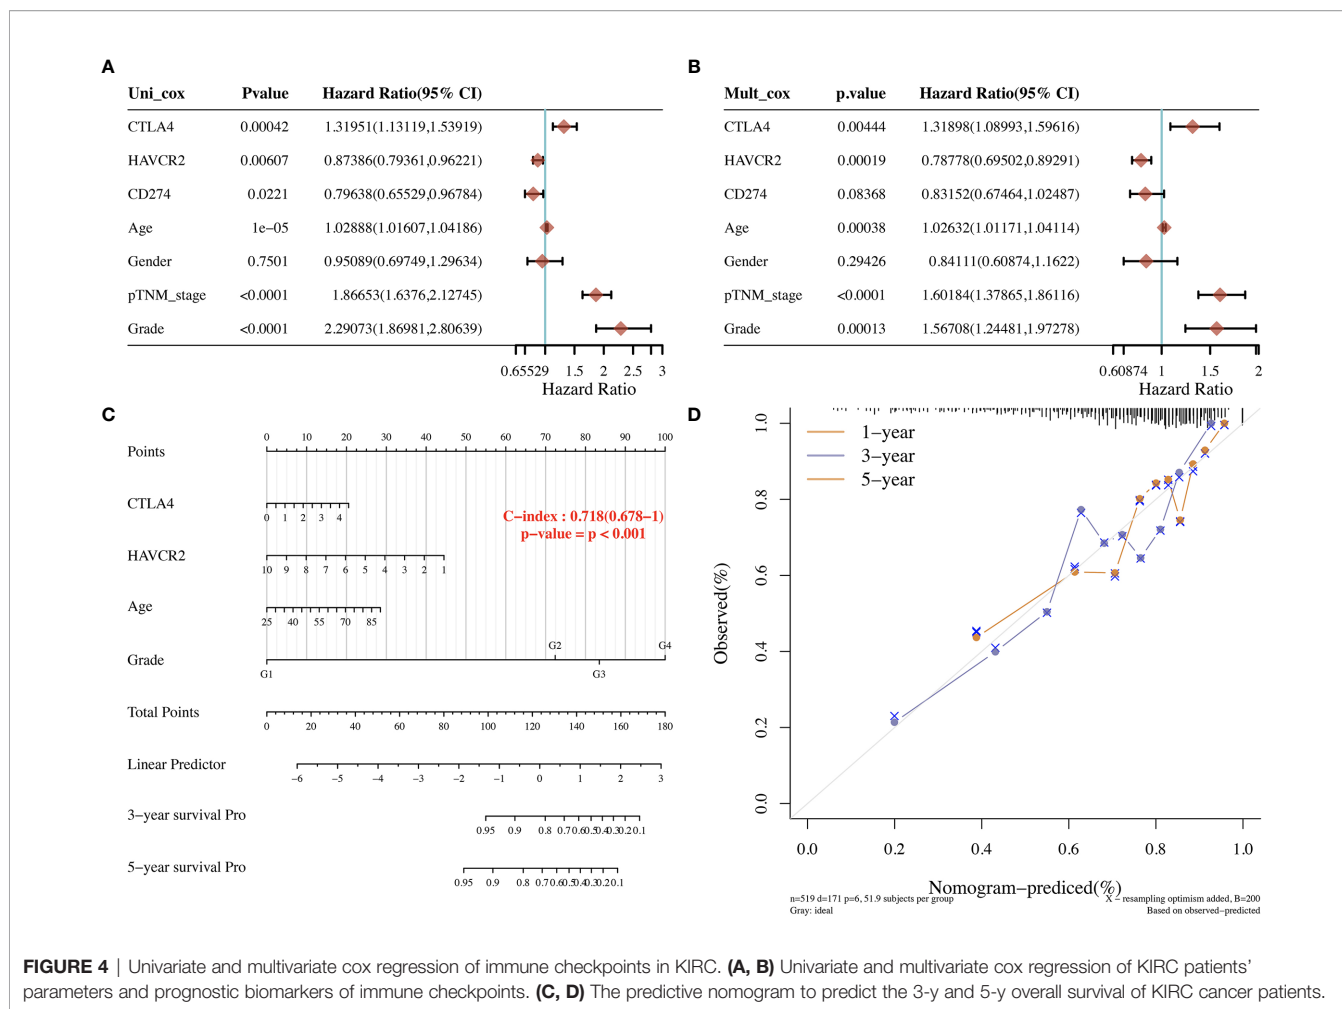 A
Uni_cox Pvalue Hazard Ratio(95% CI)
CTLA4 0.00042 1.31951(1.13119,1.53919)
HAVCR2 0.00607 0.87386(0.79361,0.96221)
CD274 0.0221 0.79638(0.65529,0.96784)
Age 1e−05 1.02888(1.01607,1.04186)
Gender 0.7501 0.95089(0.69749,1.29634)
pTNM_stage <0.0001 1.86653(1.6376,2.12745)
Grade <0.0001 2.29073(1.86981,2.80639)
0.65529 1.5 2 2.5 3
Hazard Ratio
B
Mult_cox p.value Hazard Ratio(95% CI)
CTLA4 0.00444 1.31898(1.08993,1.59616)
HAVCR2 0.00019 0.78778(0.69502,0.89291)
CD274 0.08368 0.83152(0.67464,1.02487)
Age 0.00038 1.02632(1.01171,1.04114)
Gender 0.29426 0.84111(0.60874,1.1622)
pTNM_stage <0.0001 1.60184(1.37865,1.86116)
Grade 0.00013 1.56708(1.24481,1.97278)
0.60874 1 1.5 2
Hazard Ratio
C
0 10 20 30 40 50 60 70 80 90 100
Points
CTLA4
0 1 2 3 4
C−index : 0.718(0.678−1)
p−value = p < 0.001
HAVCR2
10 9 8 7 6 5 4 3 2 1
Age
25 40 55 70 85
G2 G4
Grade
G1 G3
Total Points
0 20 40 60 80 100 120 140 160 180
Linear Predictor
−6 −5 −4 −3 −2 −1 0 1 2 3
3−year survival Pro
0.95 0.9 0.8 0.70 0.6 0.5 0.4 0.3 0.2 0.1
5−year survival Pro
0.95 0.9 0.8 0.70 0.6 0.5 0.4 0.3 0.2 0.1
D
1−year
3−year
5−year
1.0
0.8
0.6
0.4
0.2
0.0
Observed(%)
0.0 0.2 0.4 0.6 0.8 1.0
Nomogram−prediced(%)
n=519 d=171 p=6, 51.9 subjects per group
Gray: ideal
X − resampling optimism added, B=200
Based on observed−predicted
FIGURE 4 | Univariate and multivariate cox regression of immune checkpoints in KIRC. (A, B) Univariate and multivariate cox regression of KIRC patients’
parameters and prognostic biomarkers of immune checkpoints. (C, D) The predictive nomogram to predict the 3-y and 5-y overall survival of KIRC cancer patients.